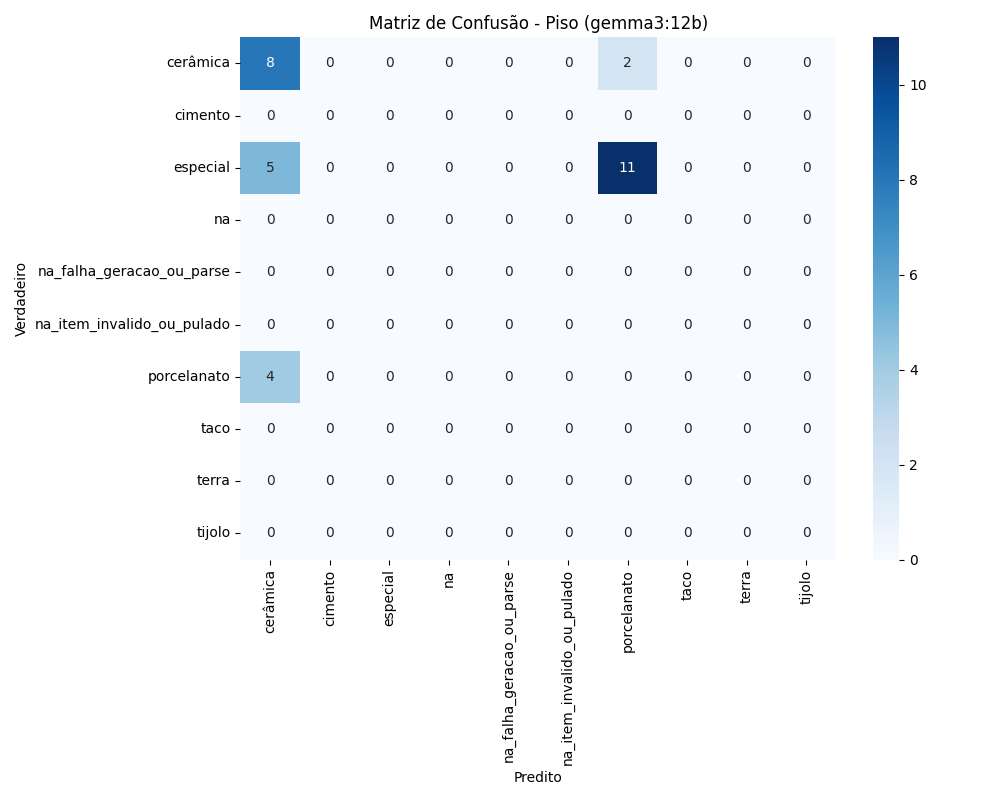 Matriz de Confusão - Piso (gemma3:12b)
cerâmica 8 0 0 0 0 0 2 0 0 0
cimento 0 0 0 0 0 0 0 0 0 0
especial 5 0 0 0 0 0 11 0 0 0
na 0 0 0 0 0 0 0 0 0 0
na_falha_geracao_ou_parse 0 0 0 0 0 0 0 0 0 0
na_item_invalido_ou_pulado 0 0 0 0 0 0 0 0 0 0
porcelanato 4 0 0 0 0 0 0 0 0 0
taco 0 0 0 0 0 0 0 0 0 0
terra 0 0 0 0 0 0 0 0 0 0
tijolo 0 0 0 0 0 0 0 0 0 0
Verdadeiro
cerâmica
cimento
especial
na
na_falha_geracao_ou_parse
na_item_invalido_ou_pulado
porcelanato
taco
terra
tijolo
Predito
10
8
6
4
2
0